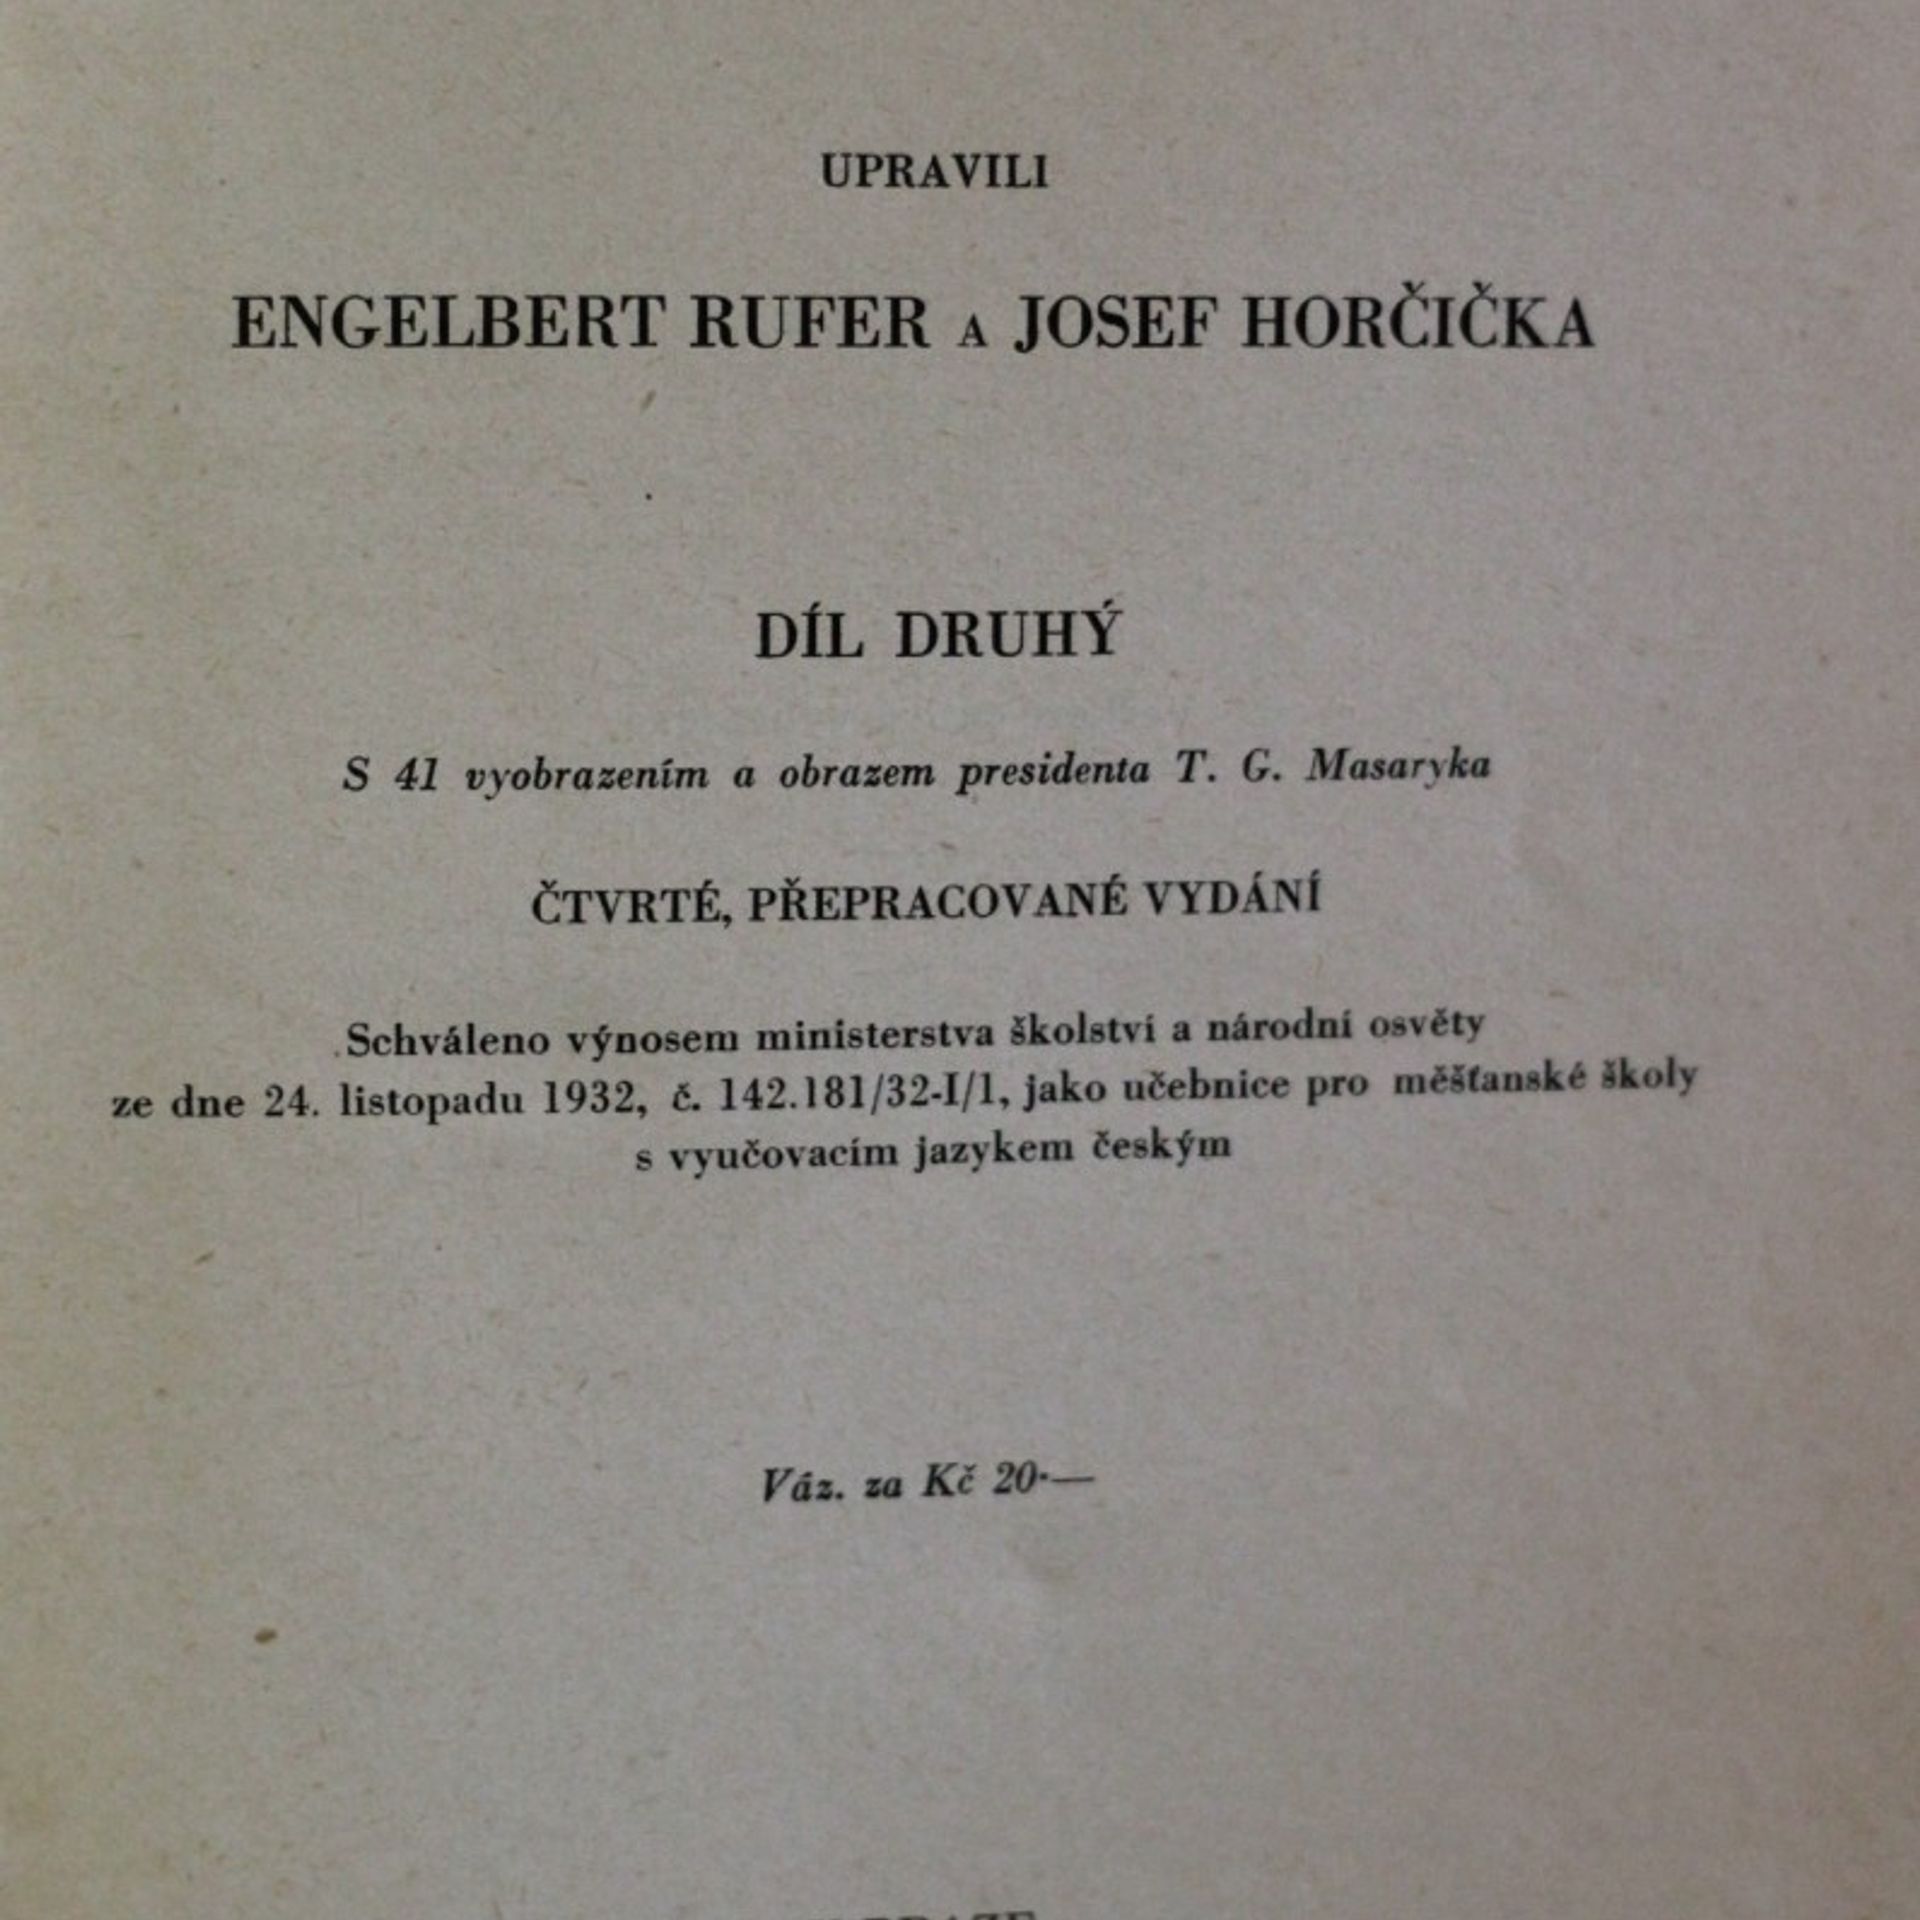 UPRAVILI
ENGELBERT RUFER A JOSEF HORČIČKA
DÍL DRUHÝ
S 41 vyobrazením a obrazem presidenta T. G. Masaryka
ČTVRTÉ, PŘEPRACOVANÉ VYDÁNÍ
Schváleno výnosem ministerstva školství a národní osvěty
ze dne 24. listopadu 1932, č. 142.181/32-I/1, jako učebnice pro měšťanské školy
s vyučovacím jazykem českým
Váz. za Kč 20·—